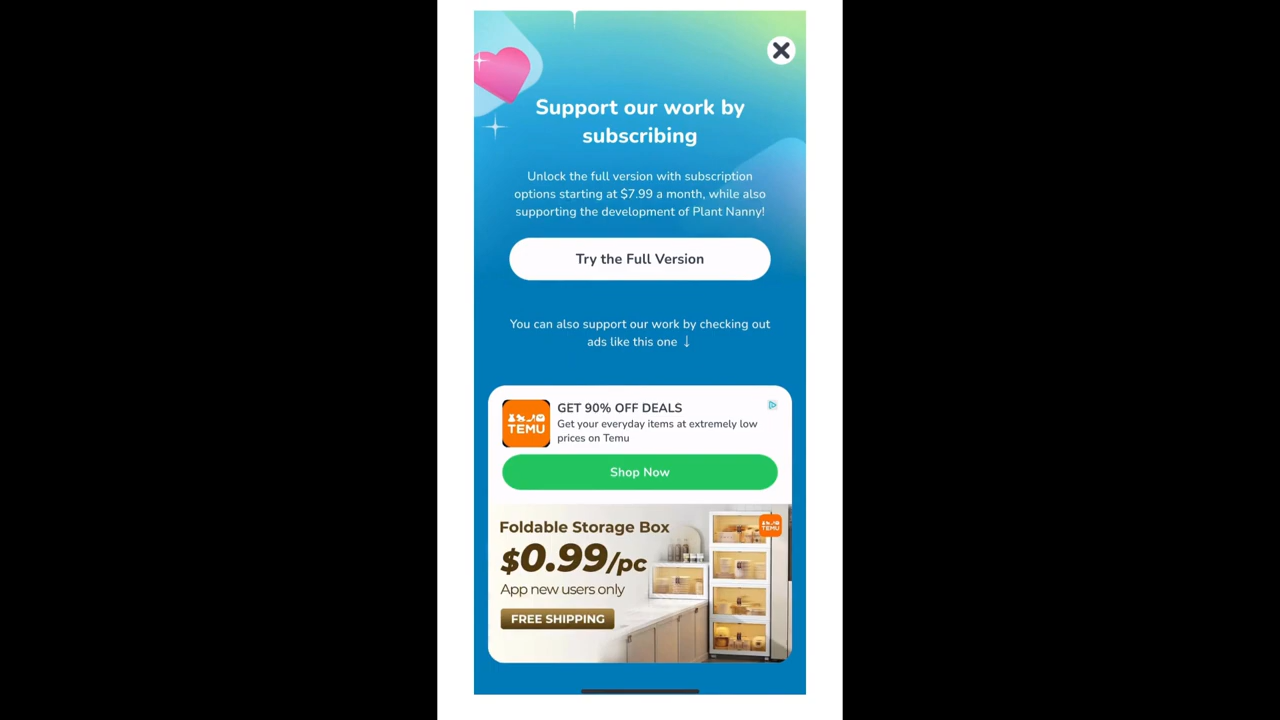 Support our work by
subscribing
Unlock the full version with subscription
options starting at $7.99 a month, while also
supporting the development of Plant Nanny!
Try the Full Version
You can also support our work by checking out
ads like this one ↓
TEMU
GET 90% OFF DEALS
Get your everyday items at extremely low
prices on Temu
Shop Now
Foldable Storage Box
TEMU
$0.99/pc
App new users only
FREE SHIPPING